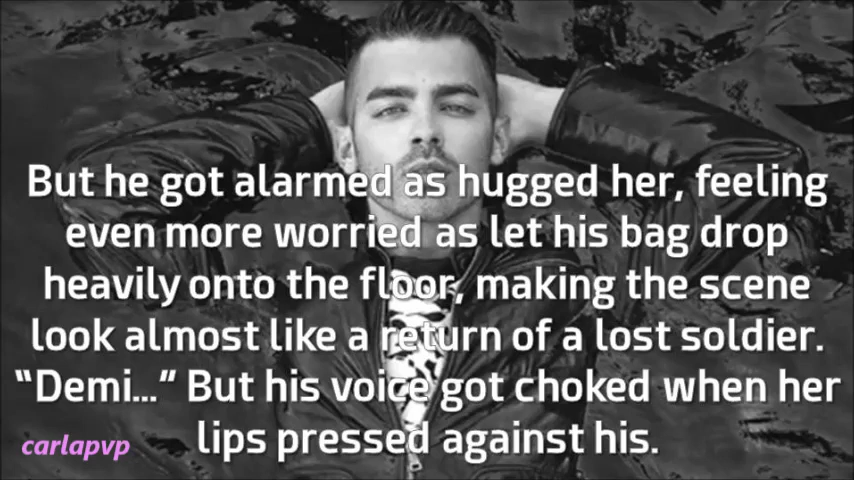 But he got alarmed as hugged her, feeling
even more worried as let his bag drop
heavily onto the floor, making the scene
look almost like a return of a lost soldier.
“Demi...” But his voice got choked when her
lips pressed against his.
carlapvp